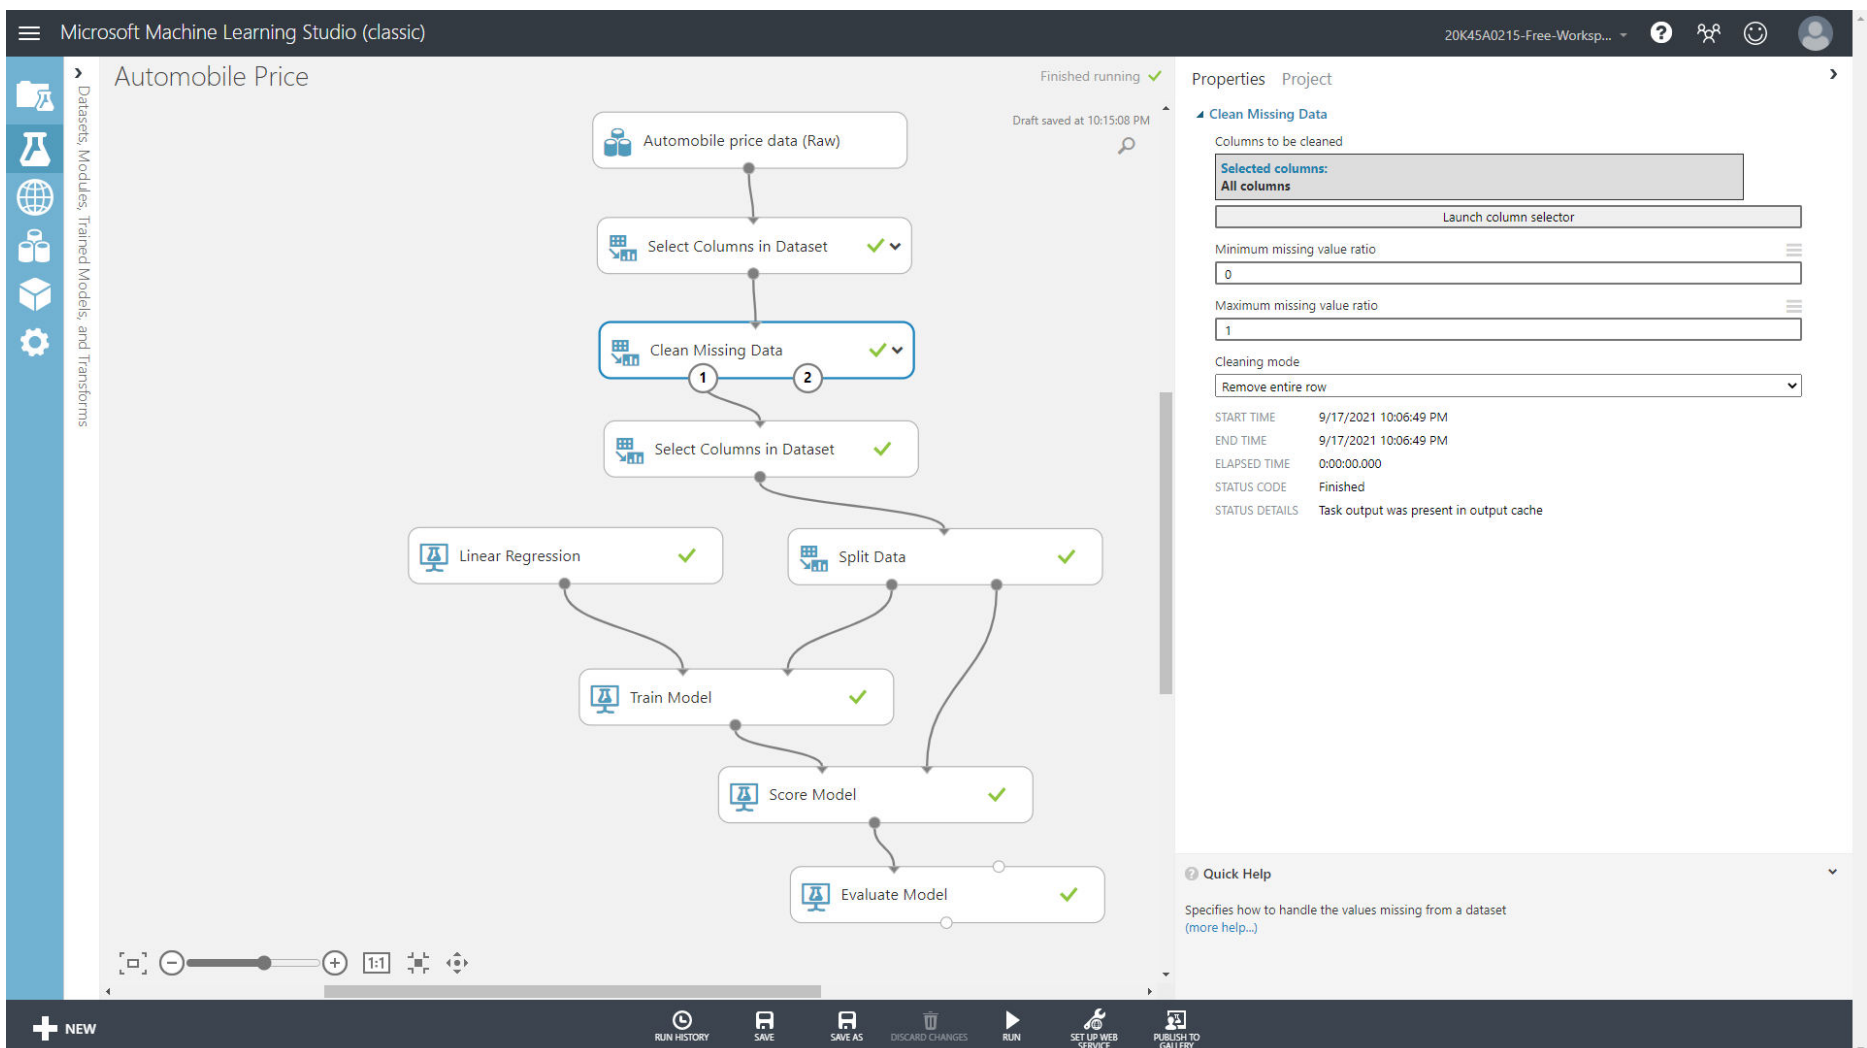 Microsoft Machine Learning Studio (classic)
20K45A0215-Free-Worksp...
Automobile Price
Finished running
Draft saved at 10:15:08 PM
Datasets, Modules, Trained Models, and Transforms
Automobile price data (Raw)
Select Columns in Dataset
Clean Missing Data
1
2
Select Columns in Dataset
Linear Regression
Split Data
Train Model
Score Model
Evaluate Model
1:1
Properties Project
Clean Missing Data
Columns to be cleaned
Selected columns:
All columns
Launch column selector
Minimum missing value ratio
0
Maximum missing value ratio
1
Cleaning mode
Remove entire row
START TIME 9/17/2021 10:06:49 PM
END TIME 9/17/2021 10:06:49 PM
ELAPSED TIME 0:00:00.000
STATUS CODE Finished
STATUS DETAILS Task output was present in output cache
Quick Help
Specifies how to handle the values missing from a dataset
(more help...)
NEW
RUN HISTORY
SAVE
SAVE AS
DISCARD CHANGES
RUN
SET UP WEB
SERVICE
PUBLISH TO
GALLERY